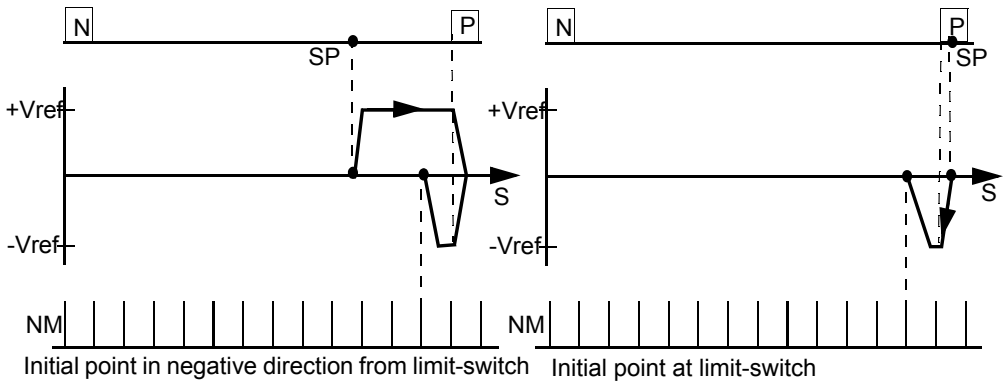 N P
SP
+Vref
S
-Vref
NM
Initial point in negative direction from limit-switch
N P
SP
+Vref
S
-Vref
NM
Initial point at limit-switch